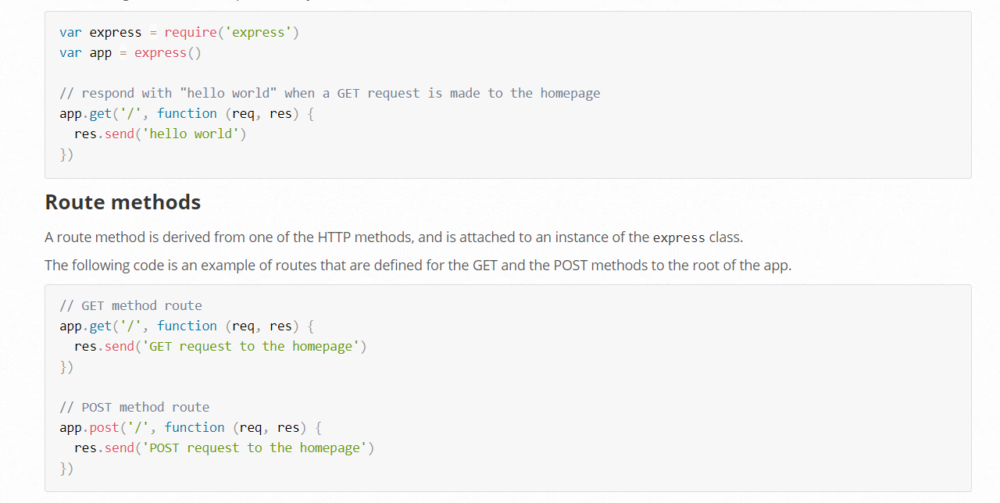 var express = require('express')
var app = express()
// respond with "hello world" when a GET request is made to the homepage
app.get('/', function (req, res) {
  res.send('hello world')
})
Route methods
A route method is derived from one of the HTTP methods, and is attached to an instance of the express class.
The following code is an example of routes that are defined for the GET and the POST methods to the root of the app.
// GET method route
app.get('/', function (req, res) {
  res.send('GET request to the homepage')
})
// POST method route
app.post('/', function (req, res) {
  res.send('POST request to the homepage')
})